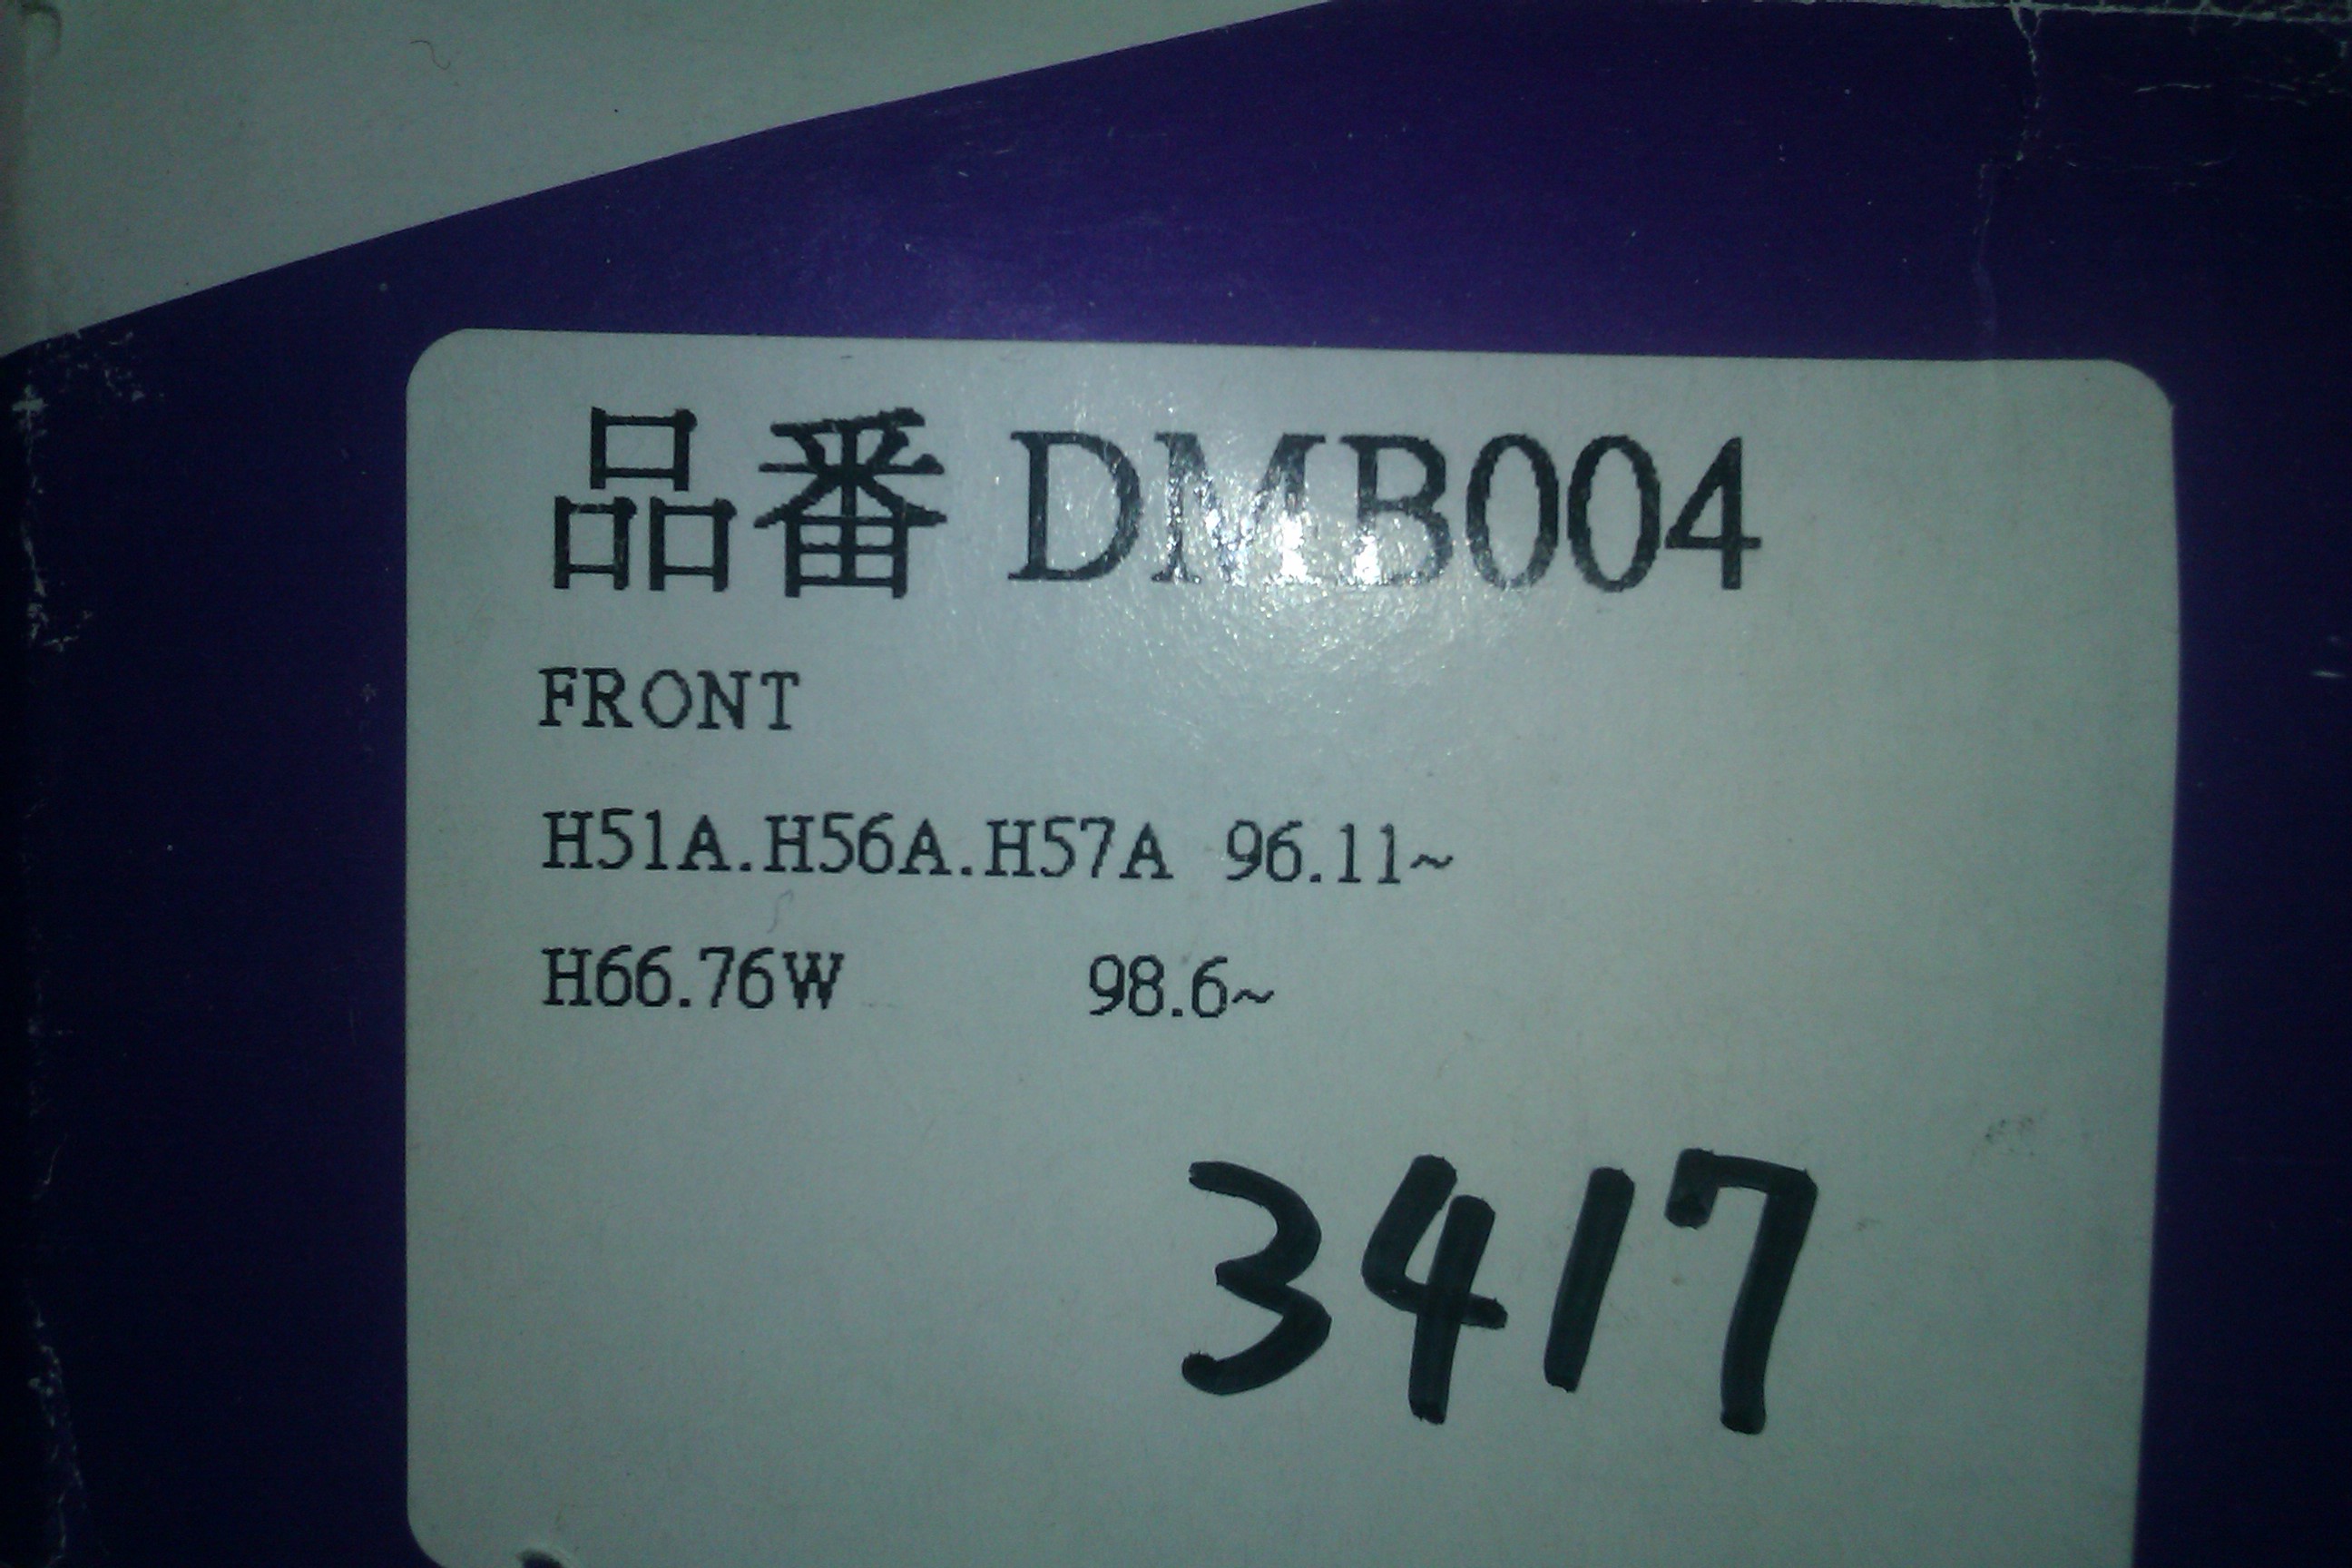 品番 DMB004
FRONT
H51A.H56A.H57A 96.11~
H66.76W 98.6~
3417